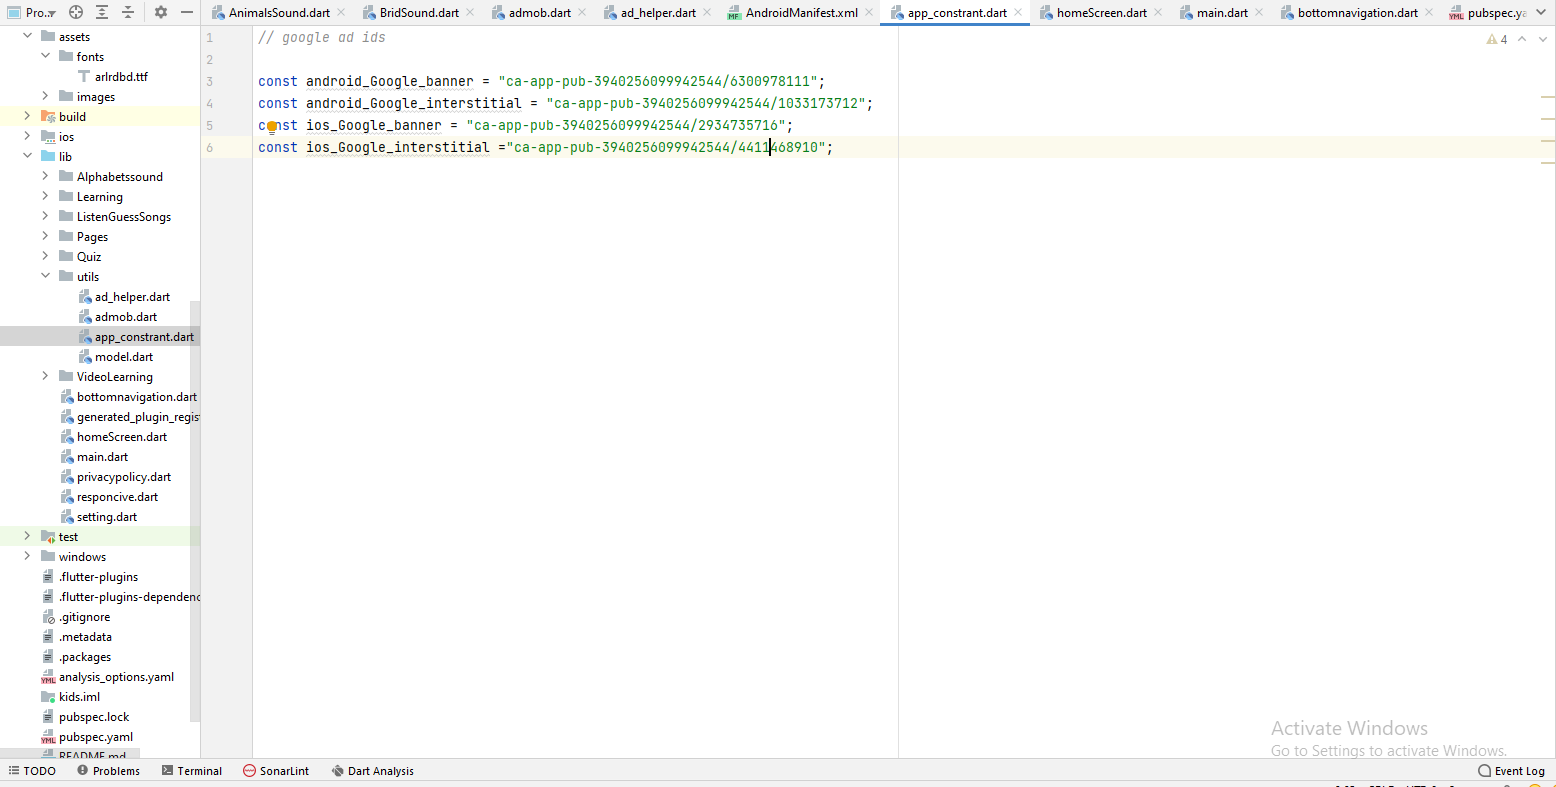 Pro...
AnimalsSound.dart
BridSound.dart
admob.dart
ad_helper.dart
AndroidManifest.xml
app_constrant.dart
homeScreen.dart
main.dart
bottomnavigation.dart
pubspec.ya
assets
fonts
arlrdbd.ttf
images
build
ios
lib
Alphabetssound
Learning
ListenGuessSongs
Pages
Quiz
utils
ad_helper.dart
admob.dart
app_constrant.dart
model.dart
VideoLearning
bottomnavigation.dart
generated_plugin_regis
homeScreen.dart
main.dart
privacypolicy.dart
responcive.dart
setting.dart
test
windows
.flutter-plugins
.flutter-plugins-dependenc
.gitignore
.metadata
.packages
analysis_options.yaml
kids.iml
pubspec.lock
pubspec.yaml
README.md
1 // google ad ids
2
3 const android_Google_banner = "ca-app-pub-3940256099942544/6300978111";
4 const android_Google_interstitial = "ca-app-pub-3940256099942544/1033173712";
5 const ios_Google_banner = "ca-app-pub-3940256099942544/2934735716";
6 const ios_Google_interstitial ="ca-app-pub-3940256099942544/4411468910";
4
Activate Windows
Go to Settings to activate Windows.
TODO
Problems
Terminal
SonarLint
Dart Analysis
Event Log